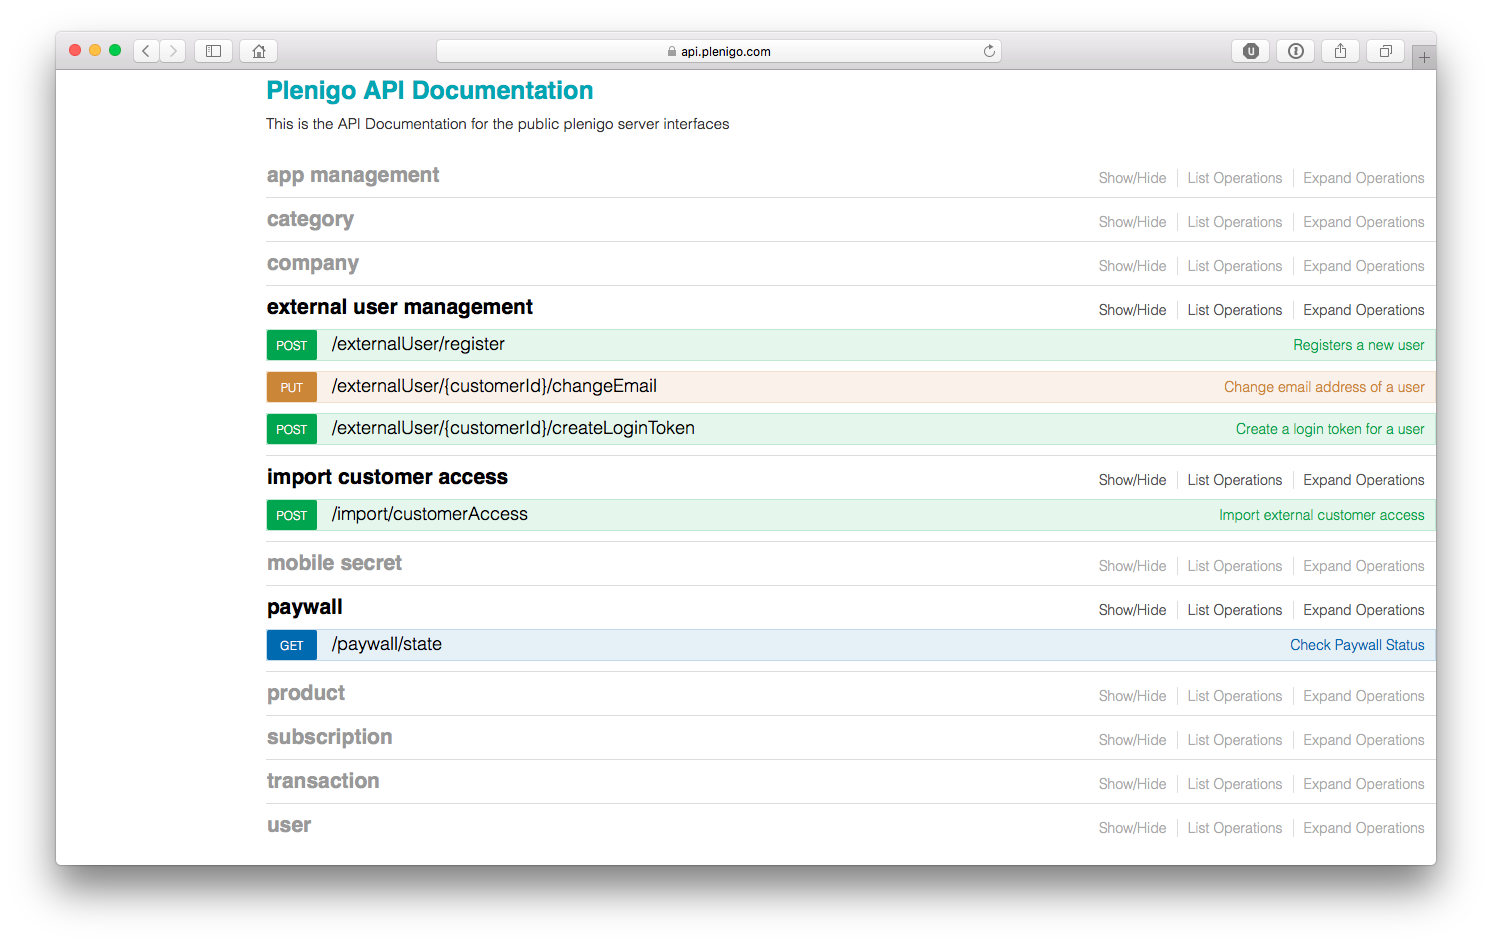 api.plenigo.com
Plenigo API Documentation
This is the API Documentation for the public plenigo server interfaces
app management Show/Hide List Operations Expand Operations
category Show/Hide List Operations Expand Operations
company Show/Hide List Operations Expand Operations
external user management Show/Hide List Operations Expand Operations
POST /externalUser/register Registers a new user
PUT /externalUser/{customerId}/changeEmail Change email address of a user
POST /externalUser/{customerId}/createLoginToken Create a login token for a user
import customer access Show/Hide List Operations Expand Operations
POST /import/customerAccess Import external customer access
mobile secret Show/Hide List Operations Expand Operations
paywall Show/Hide List Operations Expand Operations
GET /paywall/state Check Paywall Status
product Show/Hide List Operations Expand Operations
subscription Show/Hide List Operations Expand Operations
transaction Show/Hide List Operations Expand Operations
user Show/Hide List Operations Expand Operations